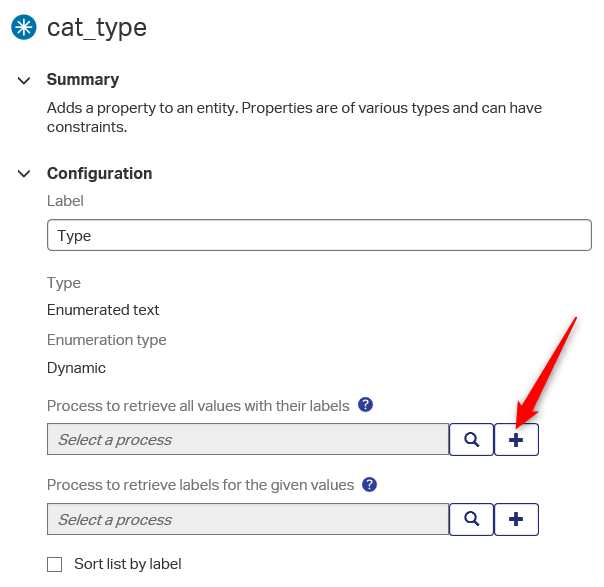 cat_type
Summary
Adds a property to an entity. Properties are of various types and can have
constraints.
Configuration
Label
Type
Type
Enumerated text
Enumeration type
Dynamic
Process to retrieve all values with their labels ?
Select a process
Process to retrieve labels for the given values ?
Select a process
Sort list by label